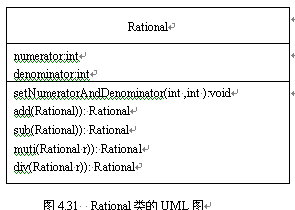 Rational
numerator:int
denominator:int
setNumeratorAndDenominator(int ,int ):void
add(Rational)): Rational
sub(Rational)): Rational
muti(Rational r)): Rational
div(Rational r)): Rational
图 4.31 Rational 类的 UML 图